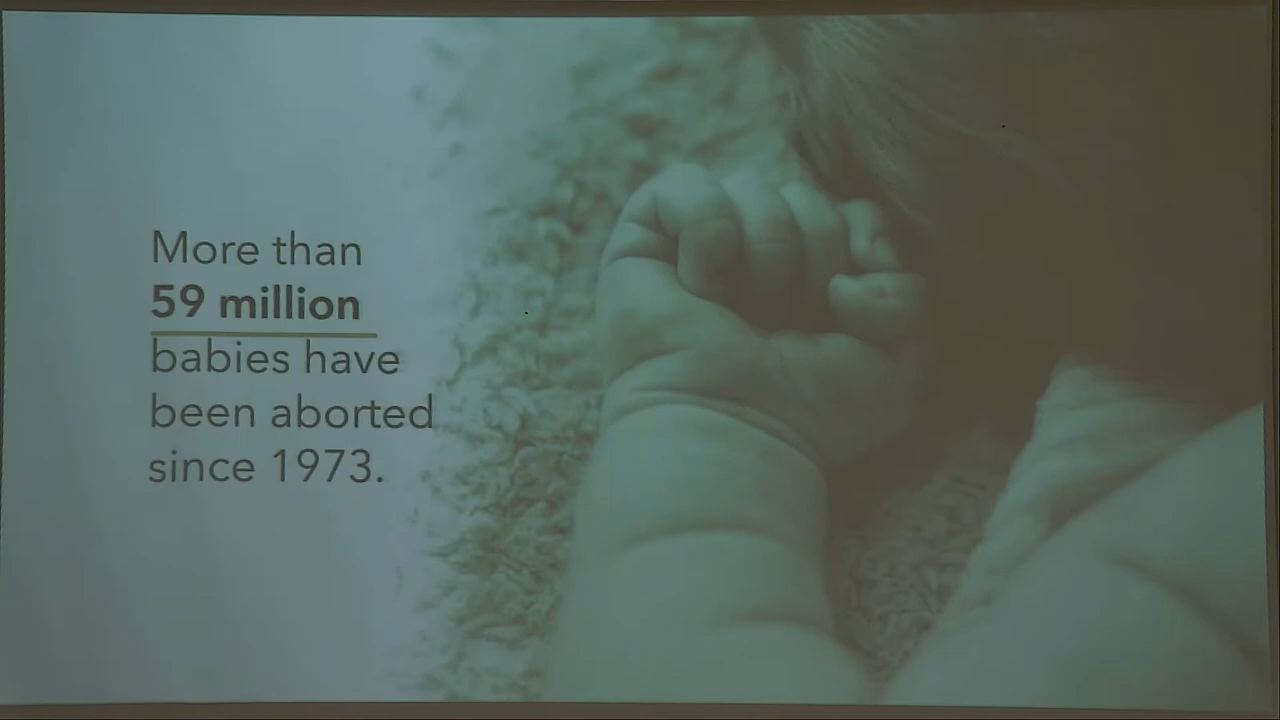 More than
59 million
babies have
been aborted
since 1973.